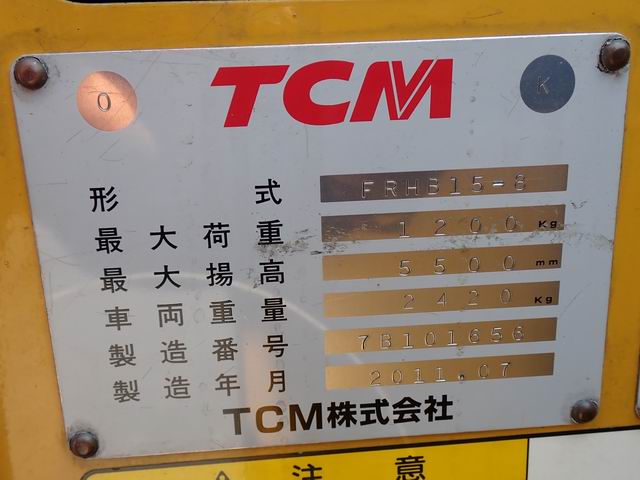 O TCM K
形式 FRHB15-8
最大荷重 1200 Kg
最大揚高 5500 mm
車両重量 2420 Kg
製造番号 7B101656
製造年月 2011.07
TCM株式会社
注意